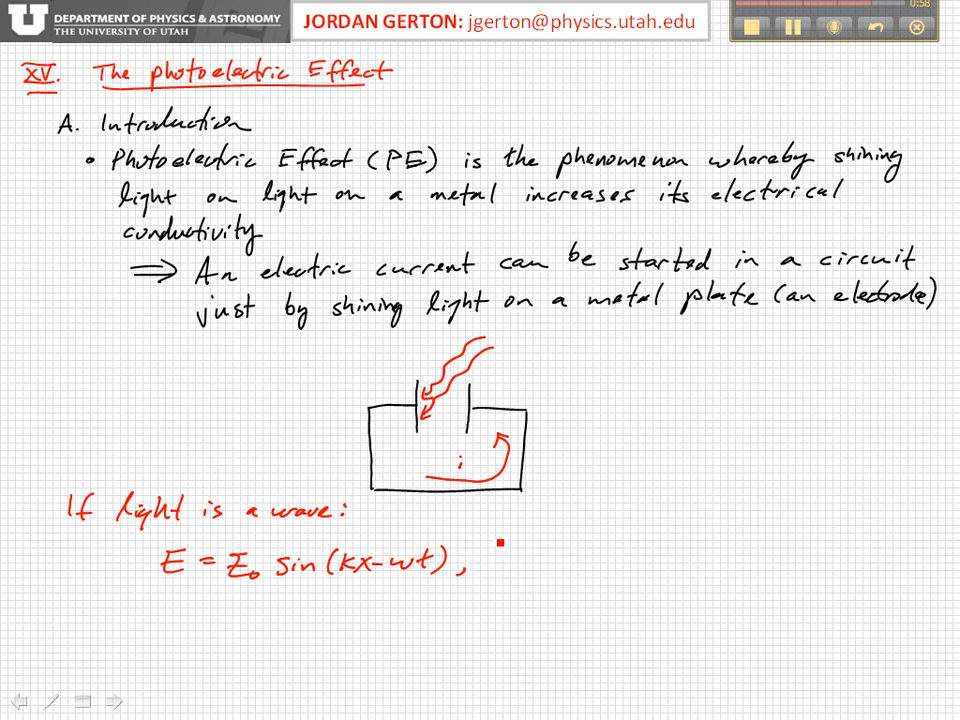 U DEPARTMENT OF PHYSICS & ASTRONOMY
THE UNIVERSITY OF UTAH
JORDAN GERTON: jgerton@physics.utah.edu
0:58
XV. The Photoelectric Effect
A. Introduction
• Photoelectric Effect (PE) is the phenomenon whereby shining
light on light on a metal increases its electrical
conductivity
⇒ An electric current can be started in a circuit
just by shining light on a metal plate (an electrode)
i
If light is a wave:
E = E₀ sin(kx-ωt),